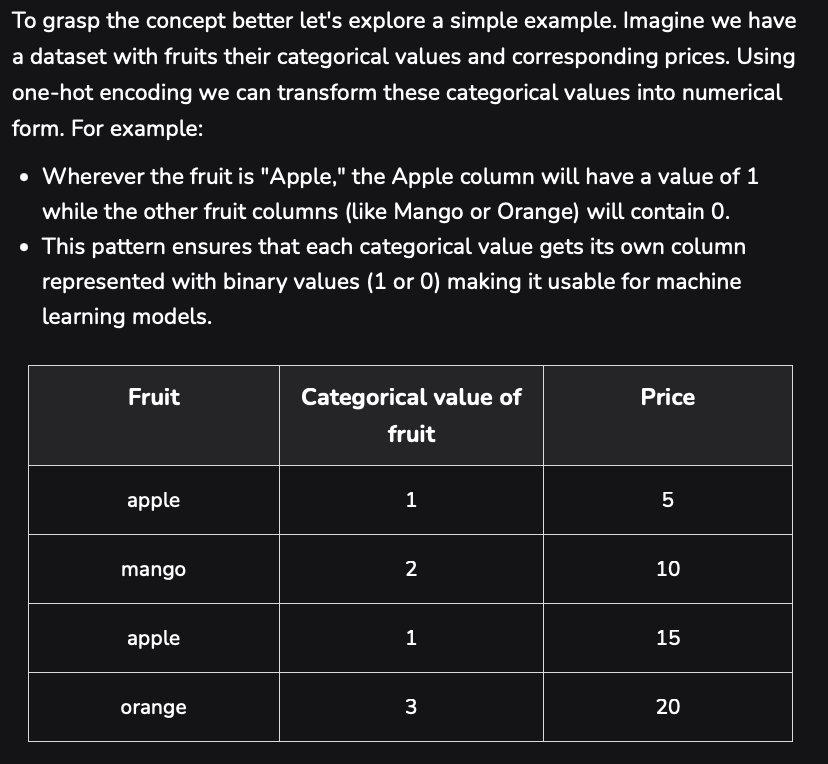 To grasp the concept better let's explore a simple example. Imagine we have
a dataset with fruits their categorical values and corresponding prices. Using
one-hot encoding we can transform these categorical values into numerical
form. For example:
• Wherever the fruit is "Apple," the Apple column will have a value of 1
while the other fruit columns (like Mango or Orange) will contain 0.
• This pattern ensures that each categorical value gets its own column
represented with binary values (1 or 0) making it usable for machine
learning models.
Fruit Categorical value of fruit Price
apple 1 5
mango 2 10
apple 1 15
orange 3 20